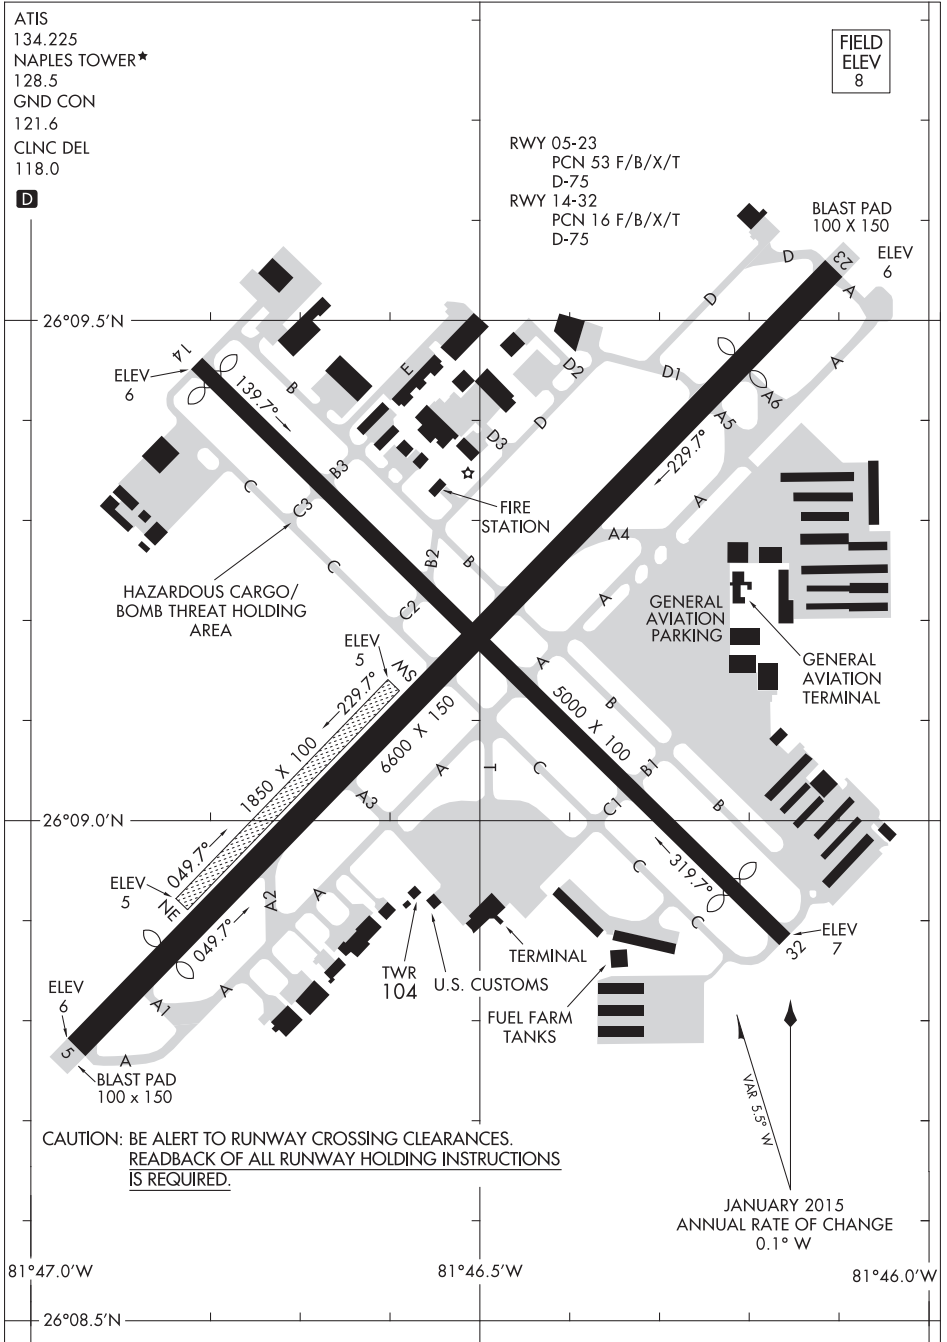 ATIS
134.225
NAPLES TOWER★
128.5
GND CON
121.6
CLNC DEL
118.0
D
FIELD
ELEV
8
RWY 05-23
PCN 53 F/B/X/T
D-75
RWY 14-32
PCN 16 F/B/X/T
D-75
BLAST PAD
100 X 150
ELEV
6
23
D
A
D
26°09.5'N
14
ELEV
6
139.7°
B
E
D2
D1
A
A6
A5
D
D3
229.7°
B3
C
C3
FIRE
STATION
A
A4
B2
B
C
HAZARDOUS CARGO/
BOMB THREAT HOLDING
AREA
C2
A
GENERAL
AVIATION
PARKING
GENERAL
AVIATION
TERMINAL
ELEV
5
SW
229.7°
A
5000 X 100
B
6600 X 150
1850 X 100
A
T
C
B1
A3
C1
B
26°09.0'N
049.7°
ELEV
5
NE
319.7°
C
A2
A
049.7°
C
ELEV
7
32
TERMINAL
TWR
104
U.S. CUSTOMS
FUEL FARM
TANKS
ELEV
6
A
A1
5
A
BLAST PAD
100 x 150
VAR 5.5° W
CAUTION: BE ALERT TO RUNWAY CROSSING CLEARANCES.
READBACK OF ALL RUNWAY HOLDING INSTRUCTIONS
IS REQUIRED.
JANUARY 2015
ANNUAL RATE OF CHANGE
0.1° W
81°47.0'W
81°46.5'W
81°46.0'W
26°08.5'N